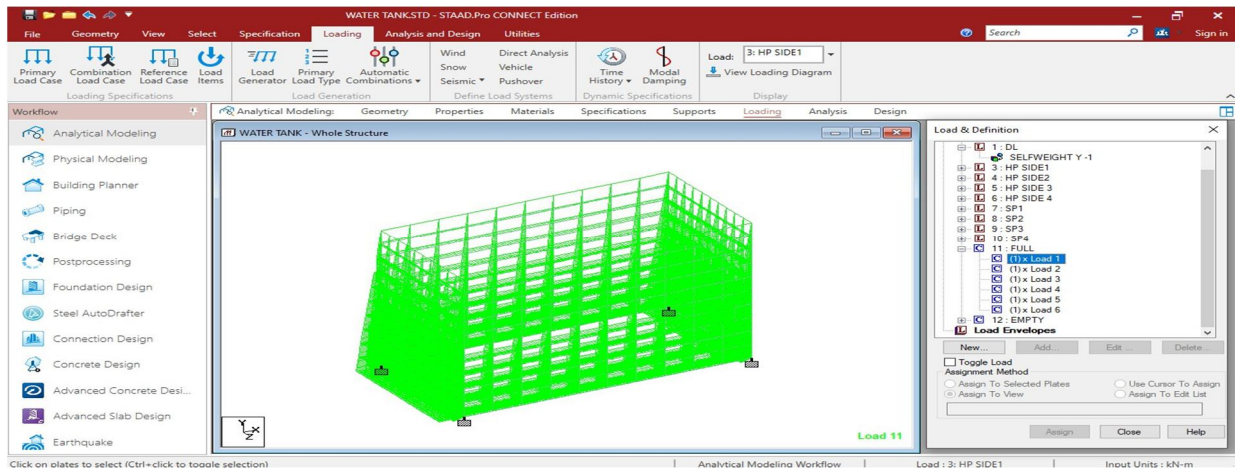 WATER TANK.STD - STAAD.Pro CONNECT Edition
File Geometry View Select Specification Loading Analysis and Design Utilities Search Sign in
Primary Load Case
Combination Load Case
Reference Load Case
Load Items
Load Generator
Primary Load Type
Automatic Combinations
Wind
Snow
Seismic
Direct Analysis
Vehicle
Pushover
Time History
Modal Damping
Load: 3: HP SIDE1
View Loading Diagram
Loading Specifications Load Generation Define Load Systems Dynamic Specifications Display
Workflow
Analytical Modeling: Geometry Properties Materials Specifications Supports Loading Analysis Design
Analytical Modeling
Physical Modeling
Building Planner
Piping
Bridge Deck
Postprocessing
Foundation Design
Steel AutoDrafter
Connection Design
Concrete Design
Advanced Concrete Desi...
Advanced Slab Design
Earthquake
WATER TANK - Whole Structure
Y
X
Z
Load 11
Load & Definition
L 1 : DL
SELFWEIGHT Y -1
L 3 : HP SIDE1
L 4 : HP SIDE2
L 5 : HP SIDE 3
L 6 : HP SIDE 4
L 7 : SP1
L 8 : SP2
L 9 : SP3
L 10 : SP4
C 11 : FULL
C (1) x Load 1
C (1) x Load 2
C (1) x Load 3
C (1) x Load 4
C (1) x Load 5
C (1) x Load 6
C 12 : EMPTY
Load Envelopes
New... Add... Edit ... Delete...
Toggle Load
Assignment Method
Assign To Selected Plates Use Cursor To Assign
Assign To View Assign To Edit List
Assign Close Help
Click on plates to select (Ctrl+click to toggle selection) Analytical Modeling Workflow Load : 3: HP SIDE1 Input Units : kN-m